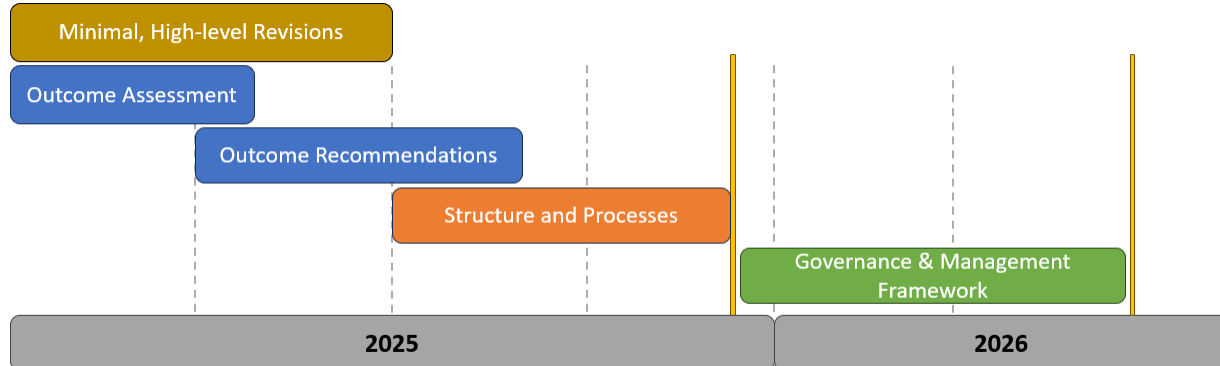 Minimal, High-level Revisions
Outcome Assessment
Outcome Recommendations
Structure and Processes
Governance & Management
Framework
2025
2026